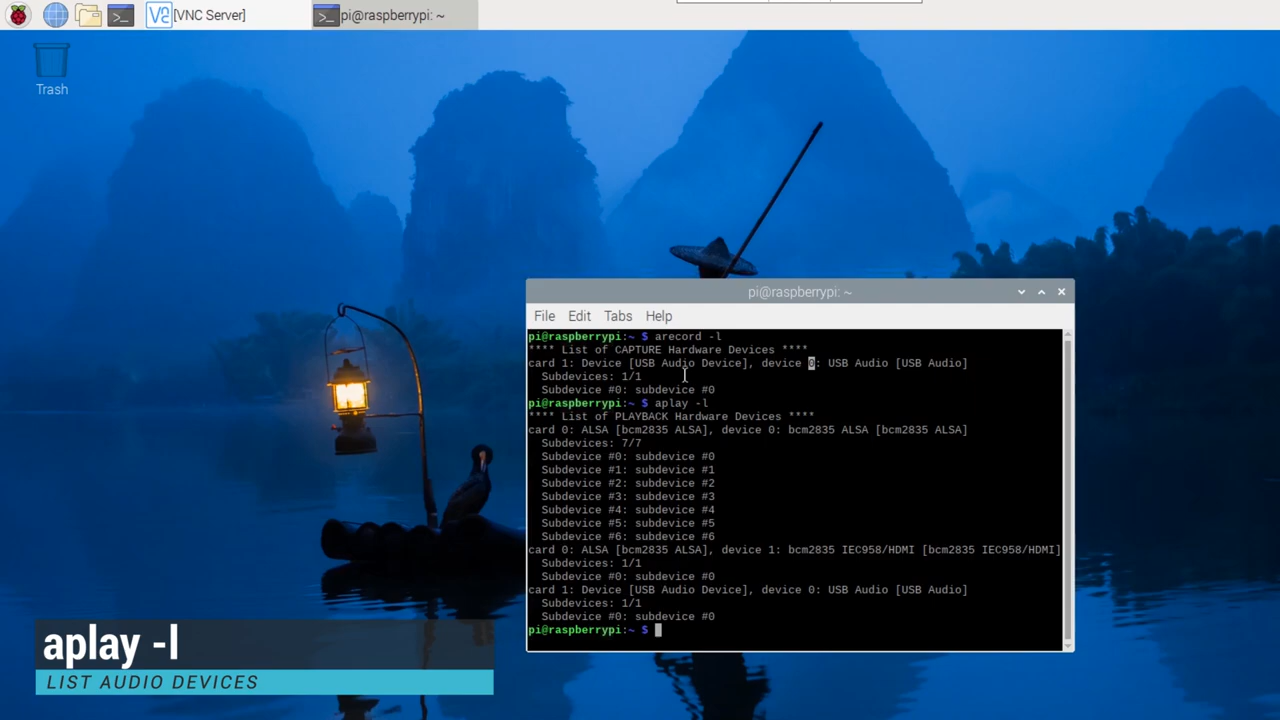 [VNC Server]
pi@raspberrypi: ~
Trash
pi@raspberrypi: ~
File Edit Tabs Help
pi@raspberrypi:~ $ arecord -l
**** List of CAPTURE Hardware Devices ****
card 1: Device [USB Audio Device], device 0: USB Audio [USB Audio]
  Subdevices: 1/1
  Subdevice #0: subdevice #0
pi@raspberrypi:~ $ aplay -l
**** List of PLAYBACK Hardware Devices ****
card 0: ALSA [bcm2835 ALSA], device 0: bcm2835 ALSA [bcm2835 ALSA]
  Subdevices: 7/7
  Subdevice #0: subdevice #0
  Subdevice #1: subdevice #1
  Subdevice #2: subdevice #2
  Subdevice #3: subdevice #3
  Subdevice #4: subdevice #4
  Subdevice #5: subdevice #5
  Subdevice #6: subdevice #6
card 0: ALSA [bcm2835 ALSA], device 1: bcm2835 IEC958/HDMI [bcm2835 IEC958/HDMI]
  Subdevices: 1/1
  Subdevice #0: subdevice #0
card 1: Device [USB Audio Device], device 0: USB Audio [USB Audio]
  Subdevices: 1/1
  Subdevice #0: subdevice #0
pi@raspberrypi:~ $
aplay -l
LIST AUDIO DEVICES